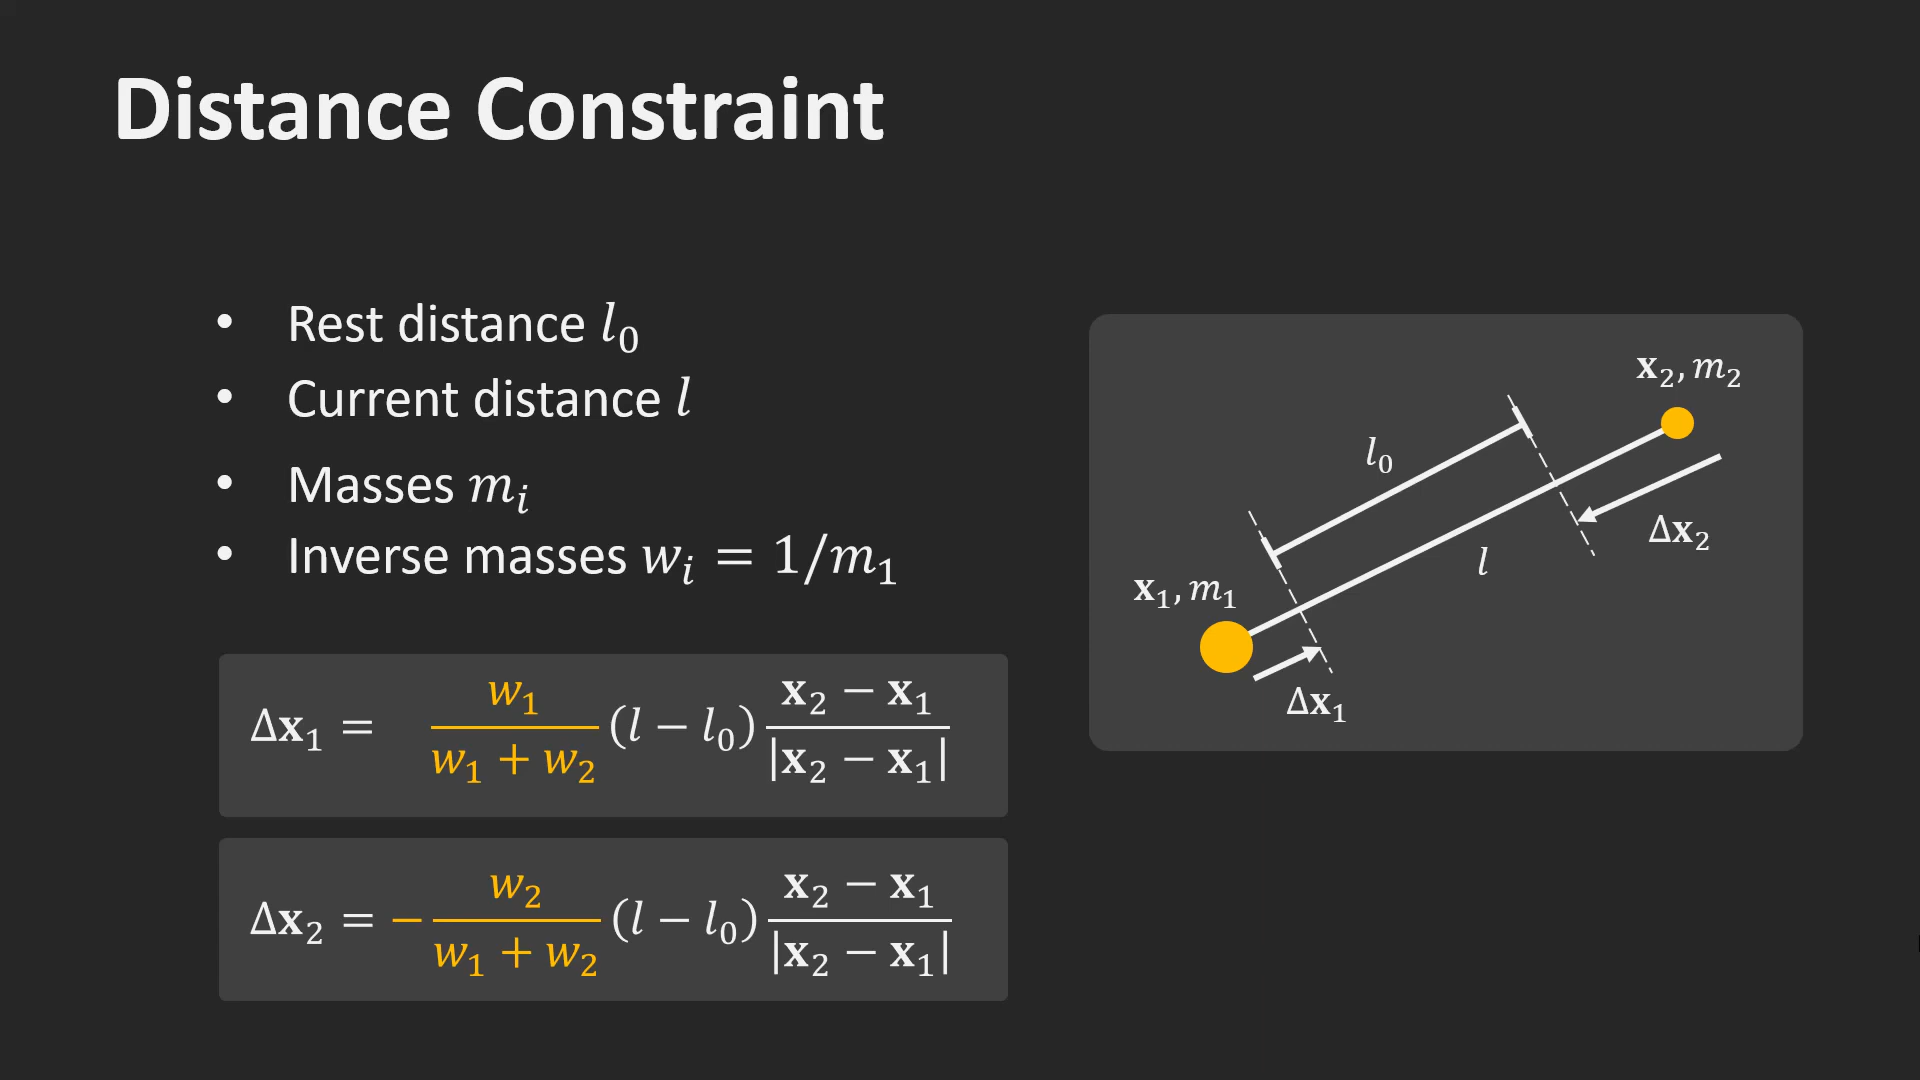 Distance Constraint
• Rest distance l₀
• Current distance l
• Masses mᵢ
• Inverse masses wᵢ = 1/m₁
Δx₁ = w₁/(w₁ + w₂) (l − l₀) (x₂ − x₁)/|x₂ − x₁|
Δx₂ = − w₂/(w₁ + w₂) (l − l₀) (x₂ − x₁)/|x₂ − x₁|
x₂, m₂
l₀
Δx₂
l
x₁, m₁
Δx₁